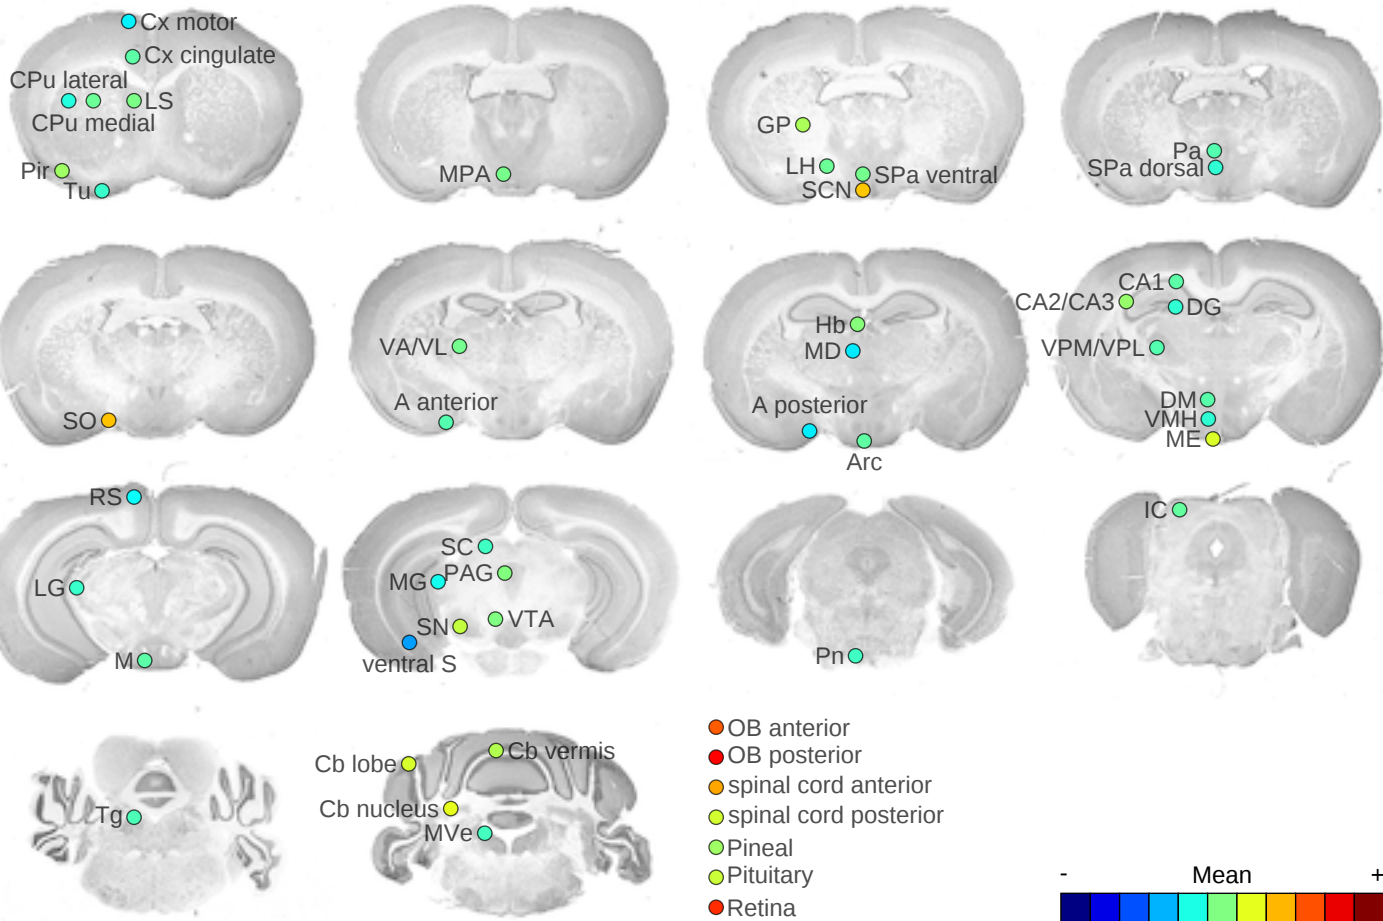 Cx motor
Cx cingulate
CPu lateral
LS
CPu medial
Pir
Tu
MPA
GP
LH
SPa ventral
SCN
Pa
SPa dorsal
SO
VA/VL
A anterior
Hb
MD
A posterior
Arc
CA1
CA2/CA3
DG
VPM/VPL
DM
VMH
ME
RS
LG
M
SC
MG
PAG
SN
VTA
ventral S
Pn
IC
Tg
Cb lobe
Cb vermis
Cb nucleus
MVe
OB anterior
OB posterior
spinal cord anterior
spinal cord posterior
Pineal
Pituitary
Retina
- Mean +